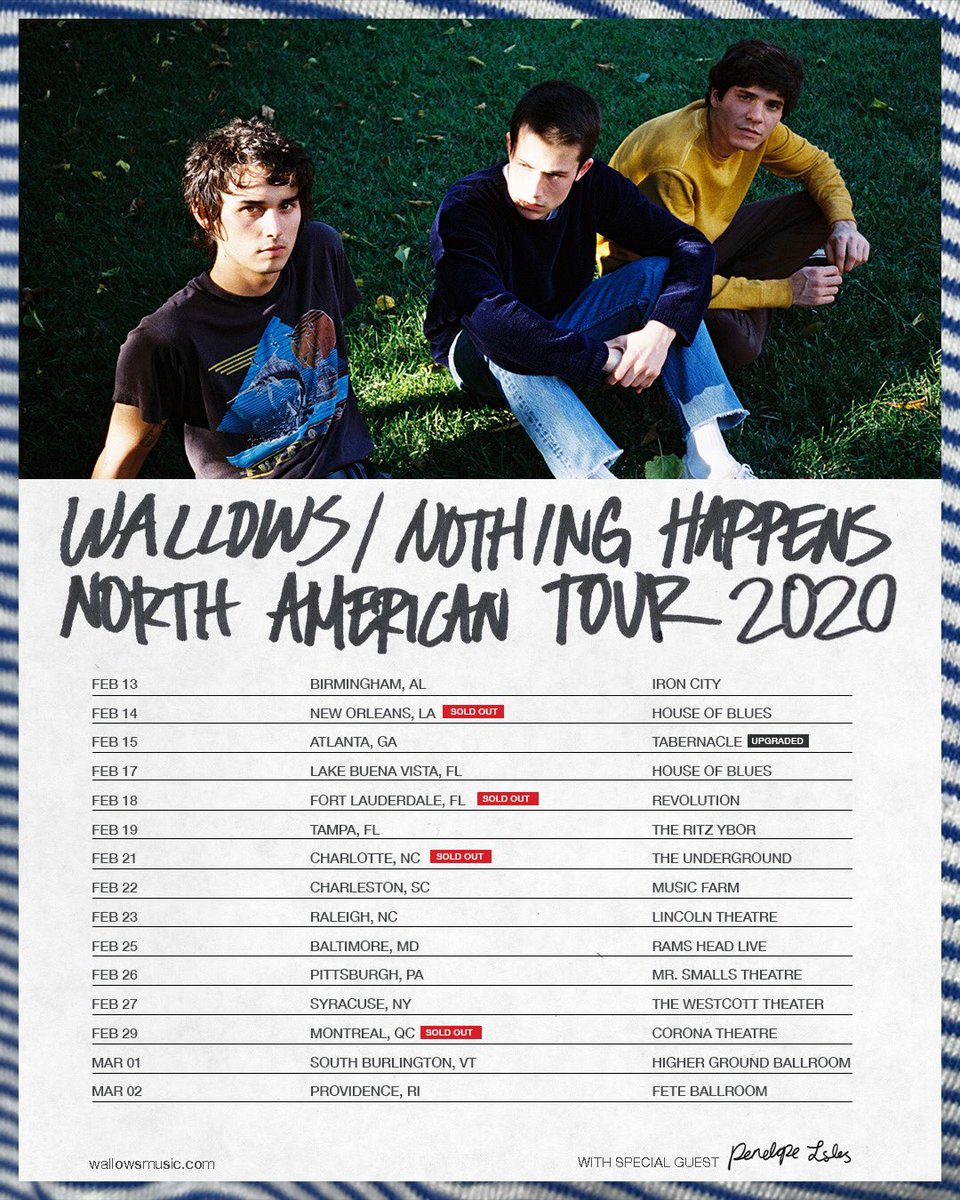 WALLOWS / NOTHING HAPPENS
NORTH AMERICAN TOUR 2020
FEB 13 BIRMINGHAM, AL IRON CITY
FEB 14 NEW ORLEANS, LA SOLD OUT HOUSE OF BLUES
FEB 15 ATLANTA, GA TABERNACLE UPGRADED
FEB 17 LAKE BUENA VISTA, FL HOUSE OF BLUES
FEB 18 FORT LAUDERDALE, FL SOLD OUT REVOLUTION
FEB 19 TAMPA, FL THE RITZ YBOR
FEB 21 CHARLOTTE, NC SOLD OUT THE UNDERGROUND
FEB 22 CHARLESTON, SC MUSIC FARM
FEB 23 RALEIGH, NC LINCOLN THEATRE
FEB 25 BALTIMORE, MD RAMS HEAD LIVE
FEB 26 PITTSBURGH, PA MR. SMALLS THEATRE
FEB 27 SYRACUSE, NY THE WESTCOTT THEATER
FEB 29 MONTREAL, QC SOLD OUT CORONA THEATRE
MAR 01 SOUTH BURLINGTON, VT HIGHER GROUND BALLROOM
MAR 02 PROVIDENCE, RI FETE BALLROOM
wallowsmusic.com WITH SPECIAL GUEST Penelope Isles